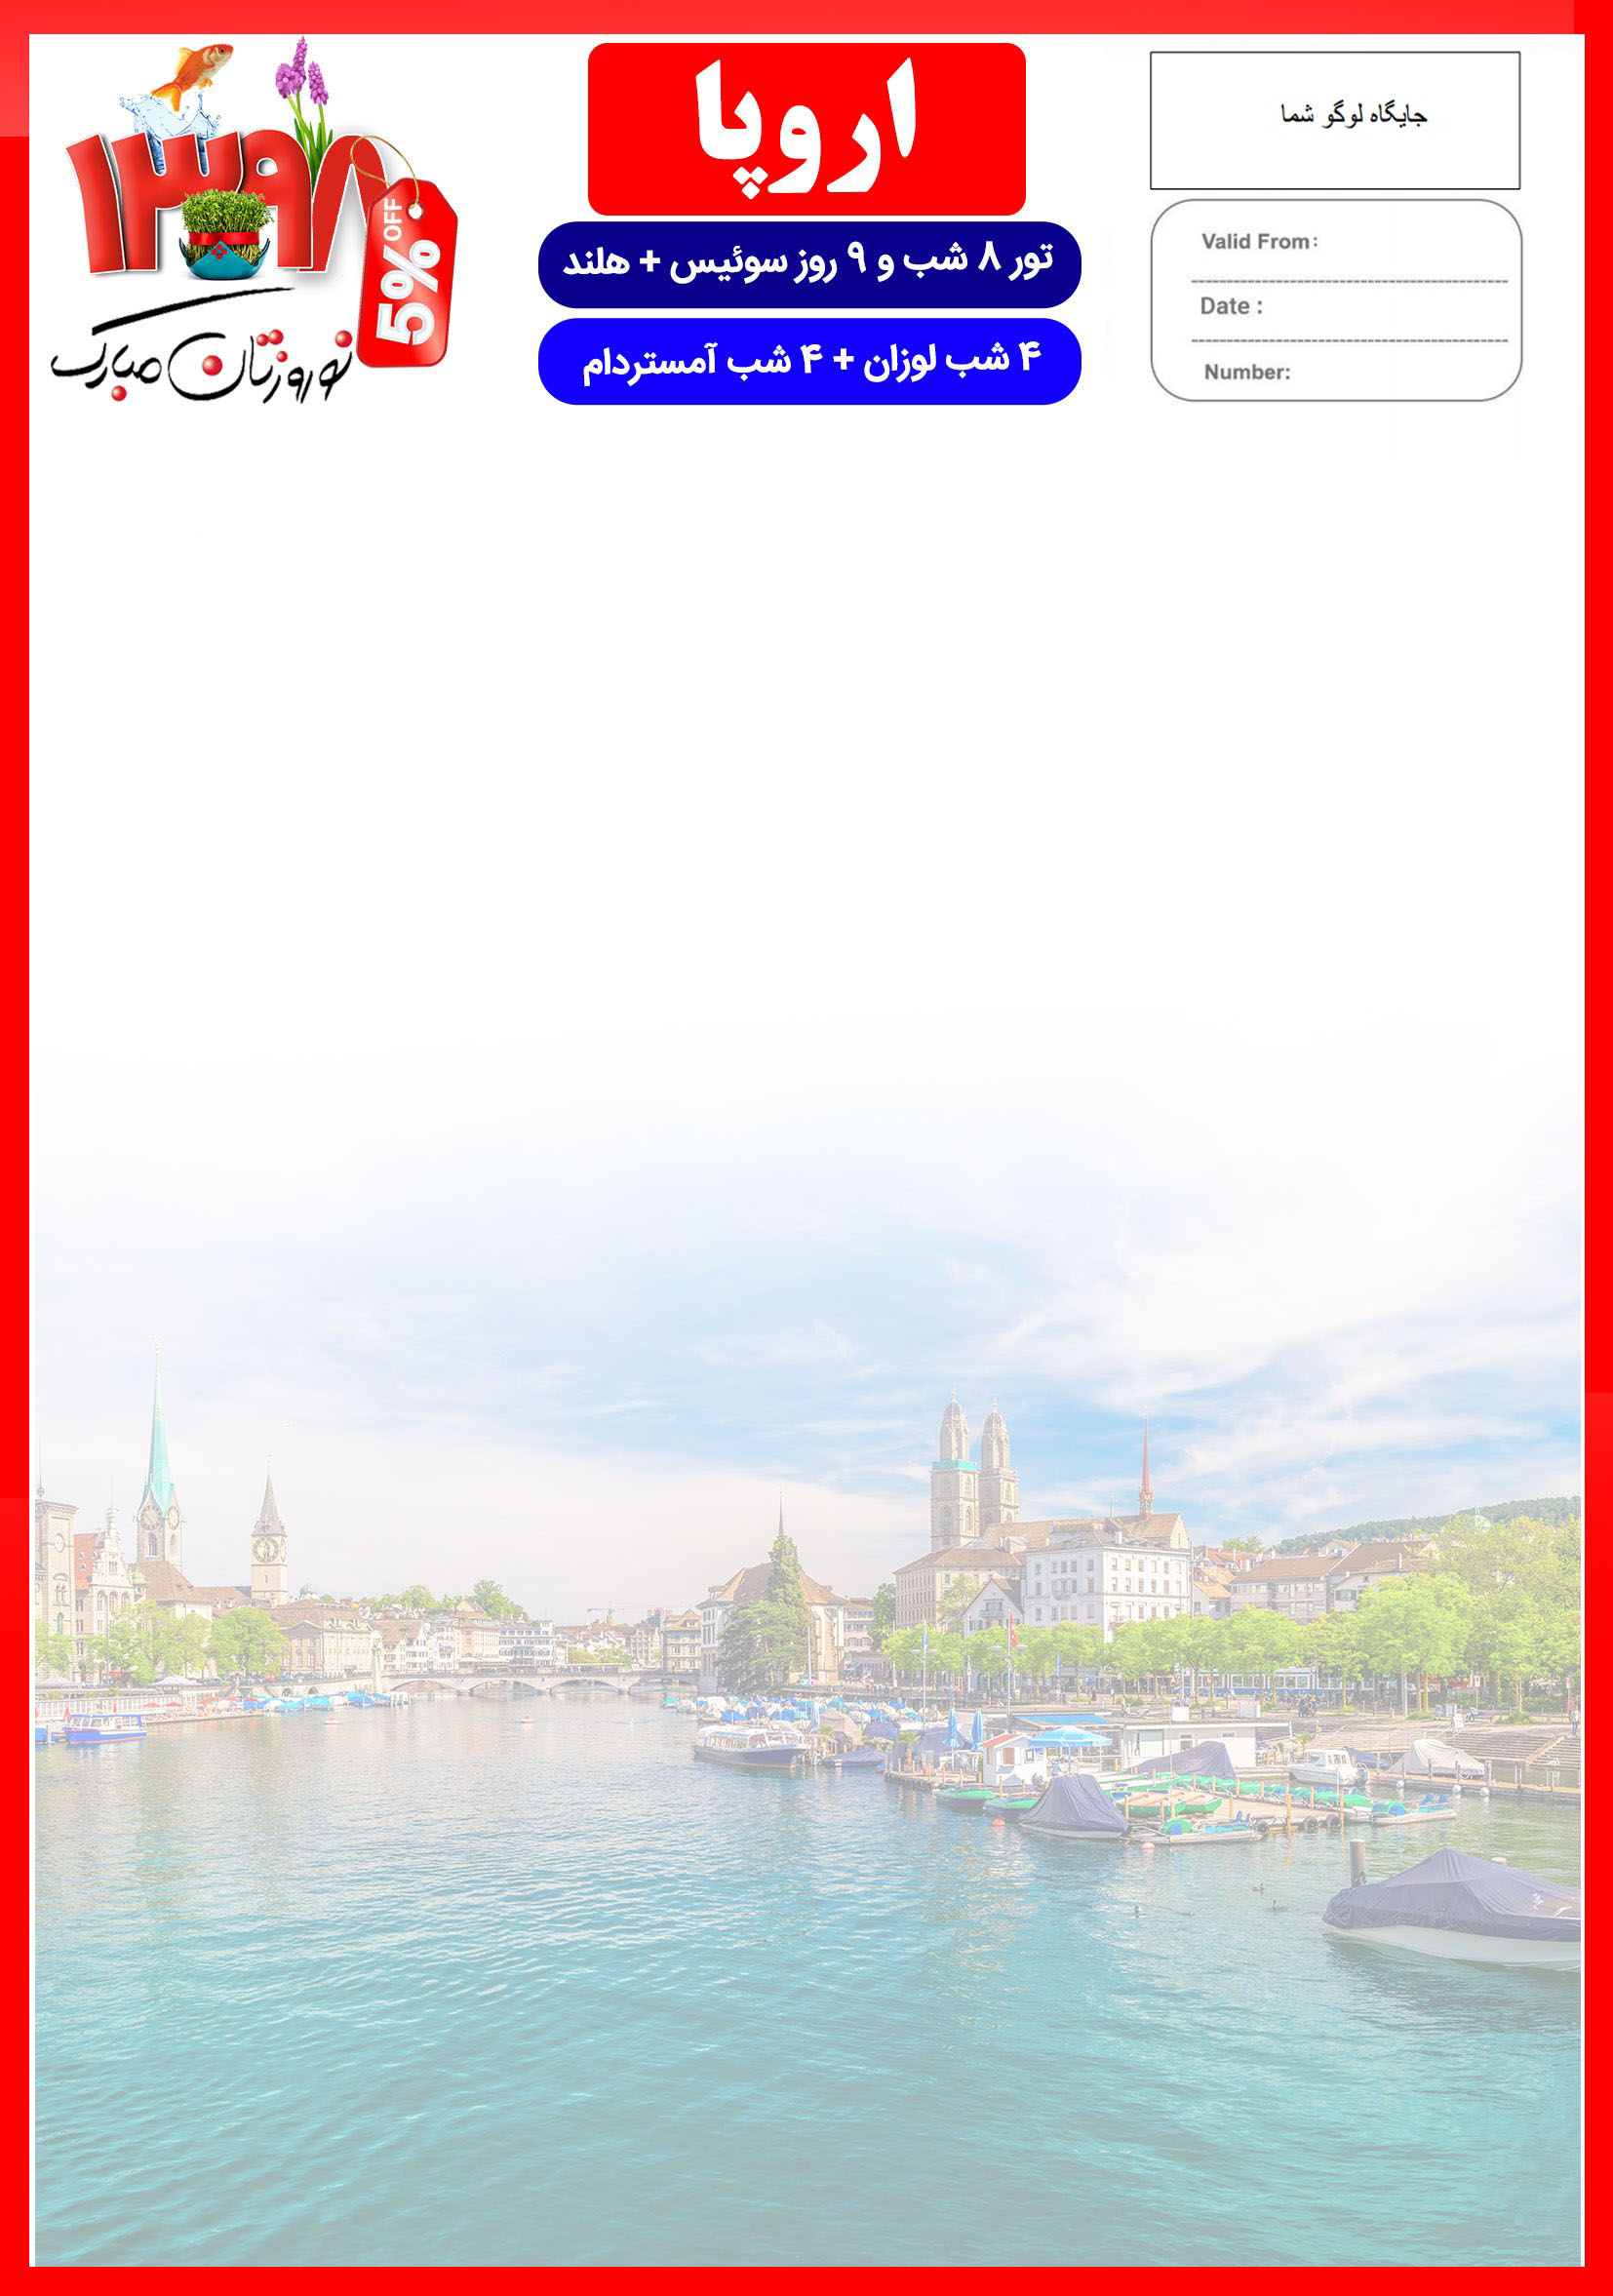 ۱۳۹۸
5% OFF
نوروزتان مبارک
اروپا
تور ۸ شب و ۹ روز سوئیس + هلند
۴ شب لوزان + ۴ شب آمستردام
جایگاه لوگو شما
Valid From:
Date :
Number: